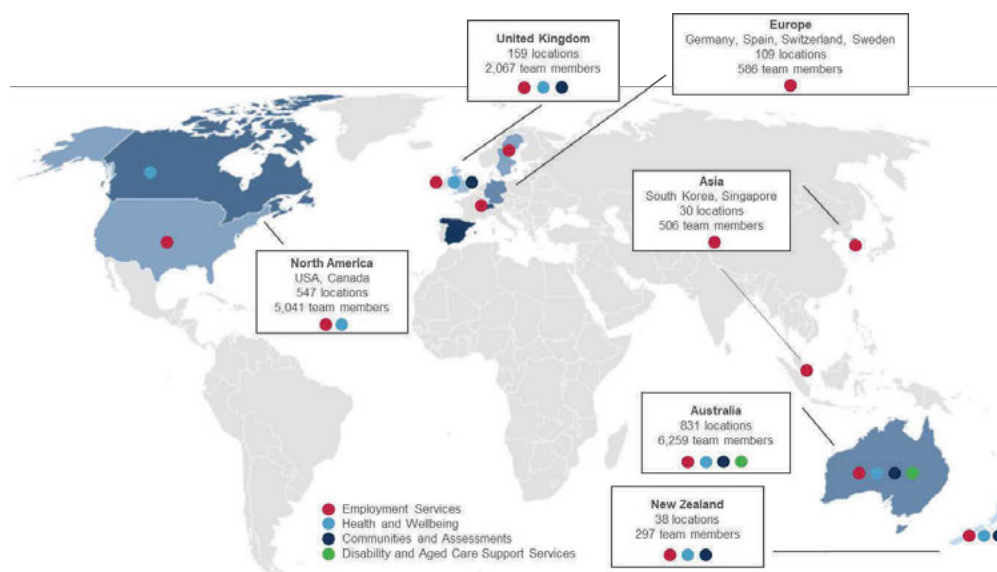 United Kingdom
159 locations
2,067 team members
Europe
Germany, Spain, Switzerland, Sweden
109 locations
586 team members
Asia
South Korea, Singapore
30 locations
506 team members
North America
USA, Canada
547 locations
5,041 team members
Australia
831 locations
6,259 team members
New Zealand
38 locations
297 team members
Employment Services
Health and Wellbeing
Communities and Assessments
Disability and Aged Care Support Services